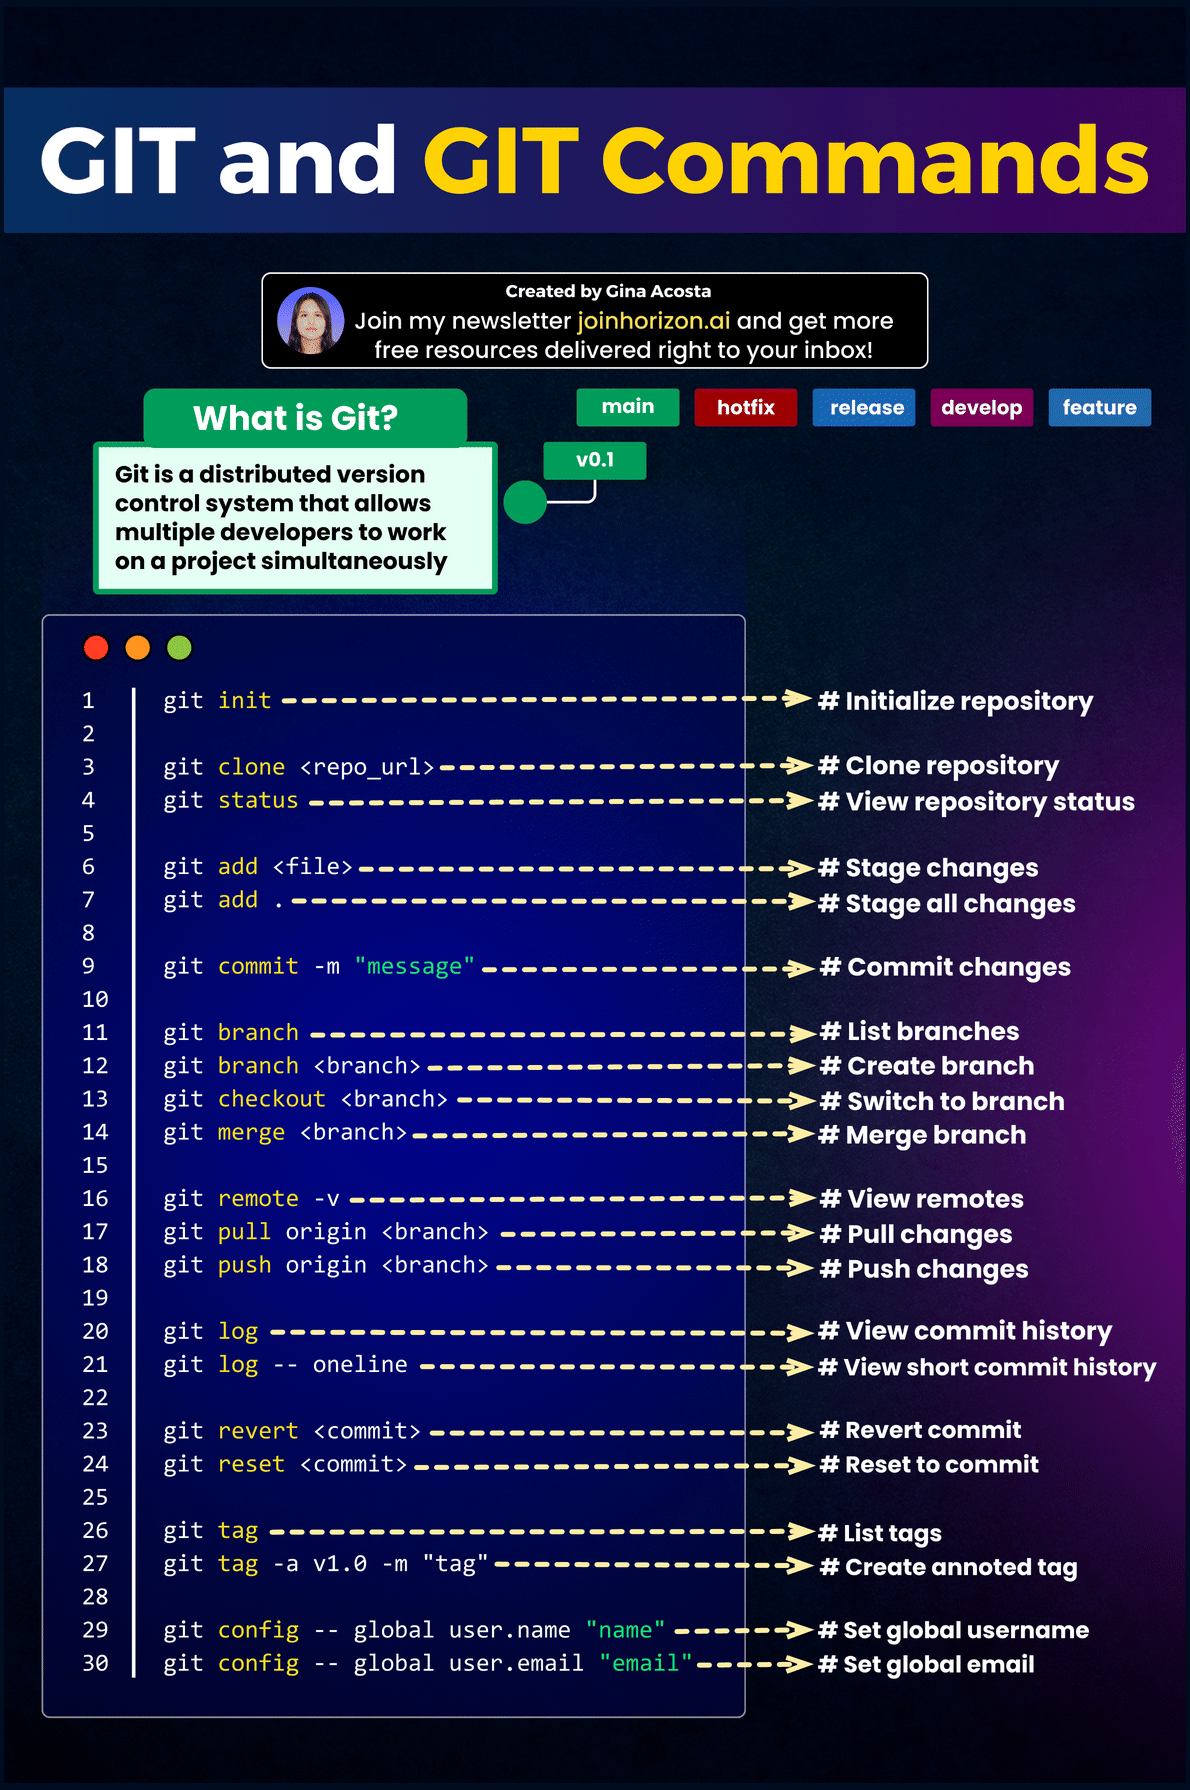 GIT and GIT Commands
Created by Gina Acosta
Join my newsletter joinhorizon.ai and get more
free resources delivered right to your inbox!
What is Git?
Git is a distributed version
control system that allows
multiple developers to work
on a project simultaneously
main hotfix release develop feature
v0.1
1 git init # Initialize repository
2
3 git clone <repo_url> # Clone repository
4 git status # View repository status
5
6 git add <file> # Stage changes
7 git add . # Stage all changes
8
9 git commit -m "message" # Commit changes
10
11 git branch # List branches
12 git branch <branch> # Create branch
13 git checkout <branch> # Switch to branch
14 git merge <branch> # Merge branch
15
16 git remote -v # View remotes
17 git pull origin <branch> # Pull changes
18 git push origin <branch> # Push changes
19
20 git log # View commit history
21 git log -- oneline # View short commit history
22
23 git revert <commit> # Revert commit
24 git reset <commit> # Reset to commit
25
26 git tag # List tags
27 git tag -a v1.0 -m "tag" # Create annoted tag
28
29 git config -- global user.name "name" # Set global username
30 git config -- global user.email "email" # Set global email